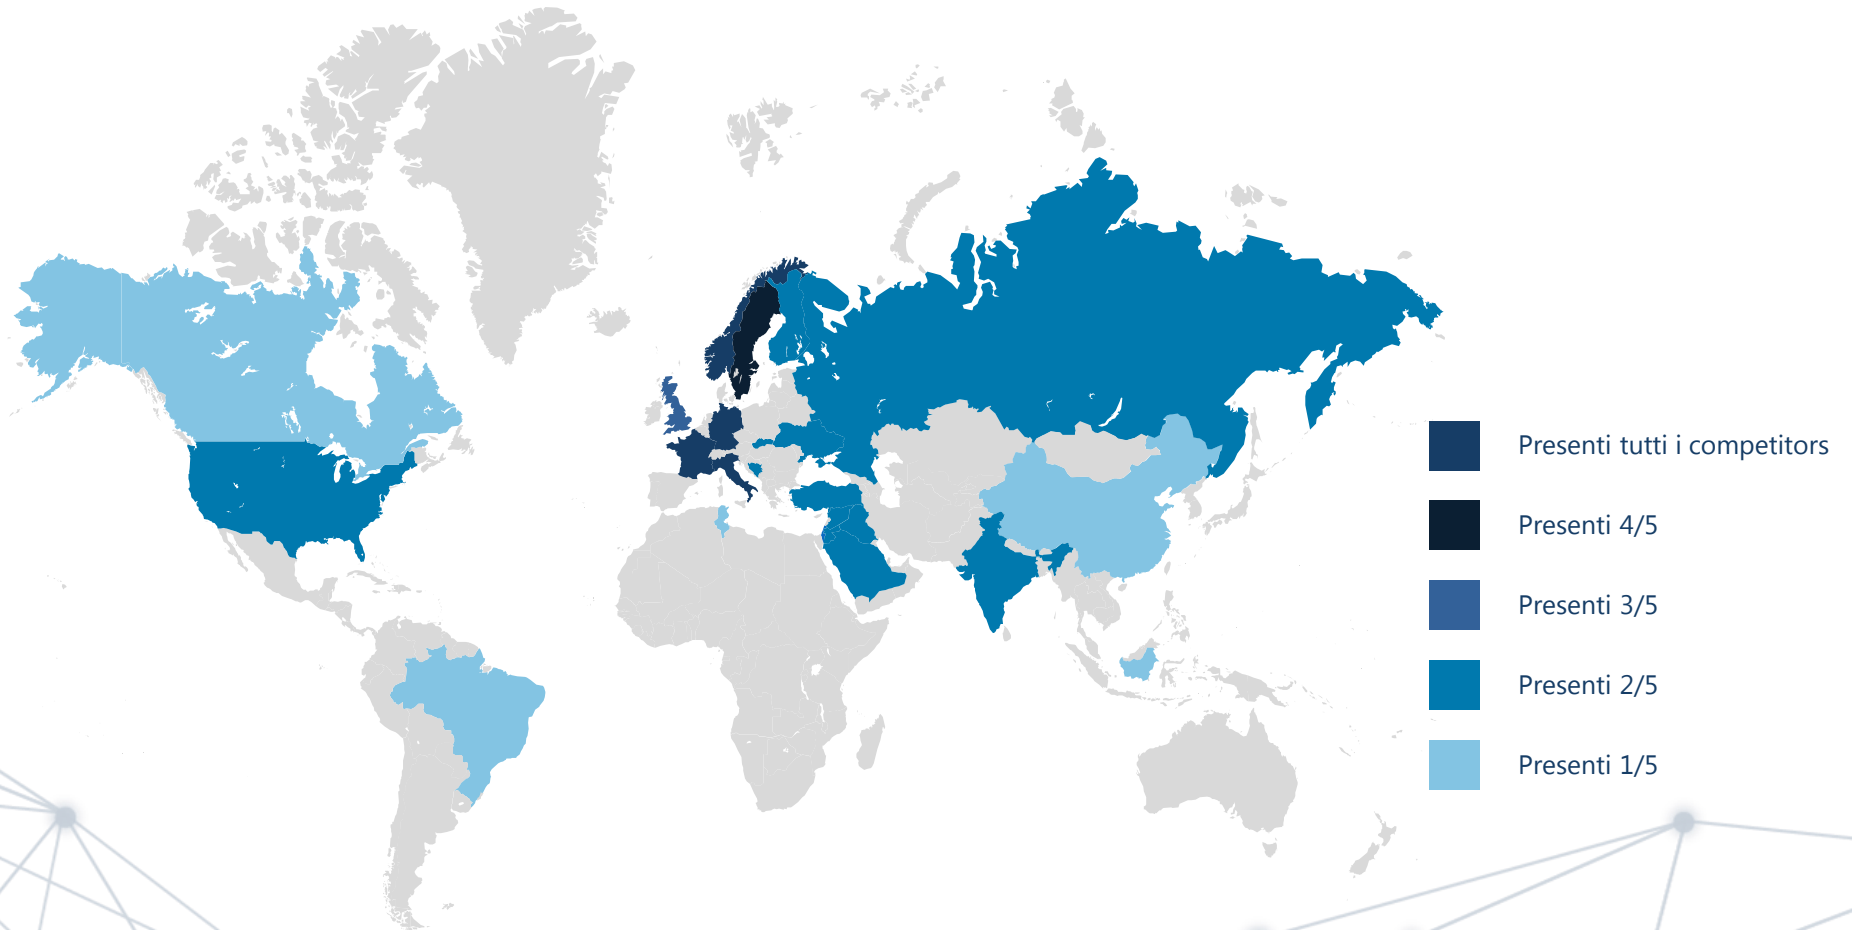 Presenti tutti i competitors
Presenti 4/5
Presenti 3/5
Presenti 2/5
Presenti 1/5